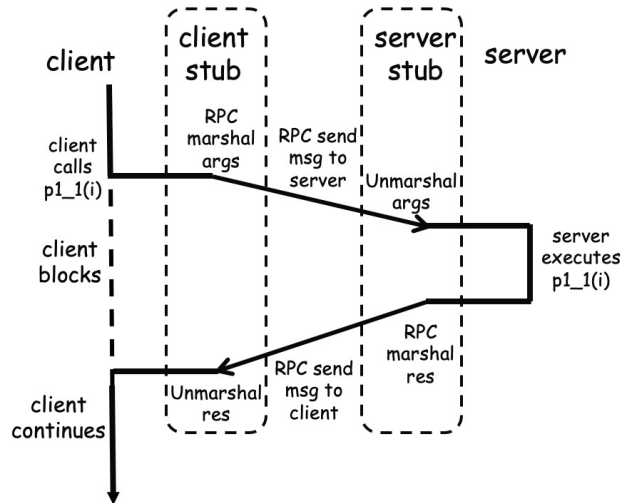 client
client
stub
server
stub
server
client
calls
p1_1(i)
RPC
marshal
args
RPC send
msg to
server
Unmarshal
args
client
blocks
server
executes
p1_1(i)
RPC
marshal
res
RPC send
msg to
client
Unmarshal
res
client
continues